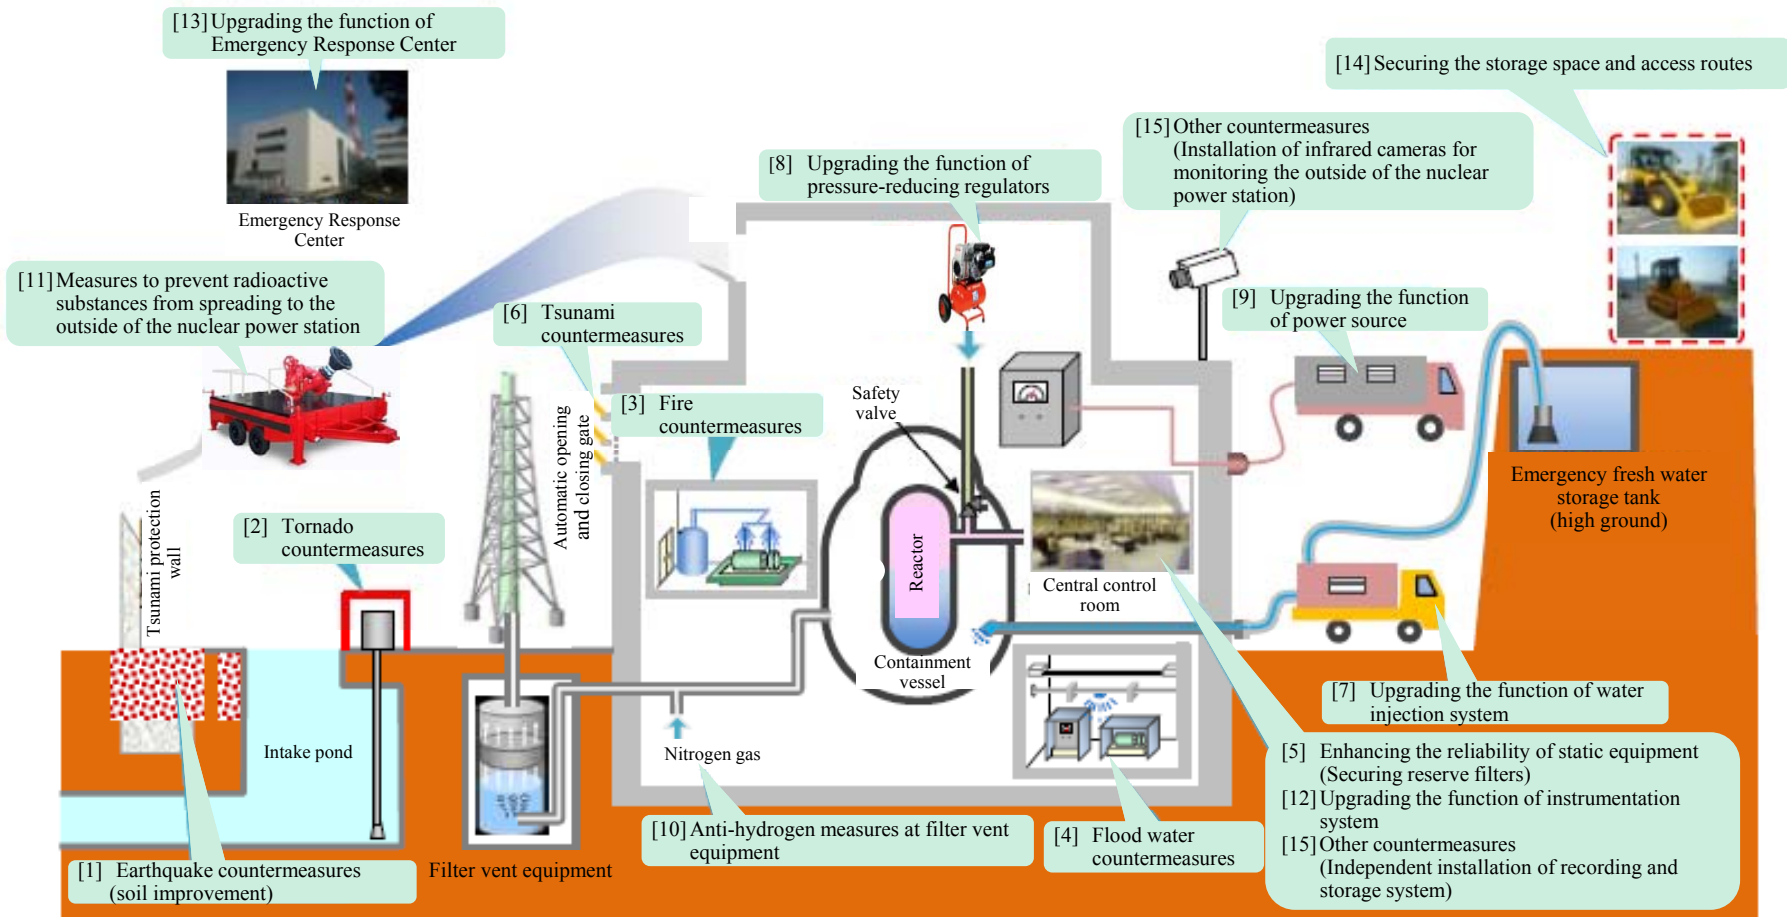 [13] Upgrading the function of
Emergency Response Center
Emergency Response
Center
[14] Securing the storage space and access routes
[15] Other countermeasures
(Installation of infrared cameras for
monitoring the outside of the nuclear
power station)
[8] Upgrading the function of
pressure-reducing regulators
[11] Measures to prevent radioactive
substances from spreading to the
outside of the nuclear power station
[6] Tsunami
countermeasures
[9] Upgrading the function
of power source
[3] Fire
countermeasures
Safety
valve
Automatic opening
and closing gate
Emergency fresh water
storage tank
(high ground)
[2] Tornado
countermeasures
Tsunami protection
wall
Reactor
Central control
room
Containment
vessel
[7] Upgrading the function of water
injection system
Intake pond
Nitrogen gas
[5] Enhancing the reliability of static equipment
(Securing reserve filters)
[12] Upgrading the function of instrumentation
system
[15] Other countermeasures
(Independent installation of recording and
storage system)
[10] Anti-hydrogen measures at filter vent
equipment
[4] Flood water
countermeasures
Filter vent equipment
[1] Earthquake countermeasures
(soil improvement)